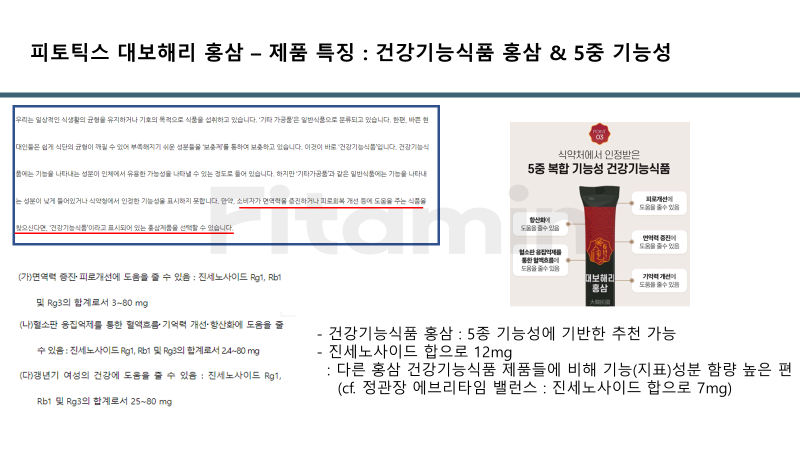 피토틱스 대보해리 홍삼 – 제품 특징 : 건강기능식품 홍삼 & 5중 기능성
우리는 일상적인 식생활의 균형을 유지하거나 기호의 목적으로 식품을 섭취하고 있습니다. '기타 가공품'은 일반식품으로 분류되고 있습니다. 한편, 바쁜 현
대인들은 쉽게 식단의 균형이 깨질 수 있어 부족해지기 쉬운 성분들을 '보충제'를 통하여 보충하고 있습니다. 이것이 바로 '건강기능식품'입니다. 건강기능식
품에는 기능을 나타내는 성분이 인체에서 유용한 기능성을 나타낼 수 있는 정도로 들어 있습니다. 하지만 '기타가공품'과 같은 일반식품에는 기능을 나타내
는 성분이 낮게 들어있거나 식약청에서 인정한 기능성을 표시하지 못합니다. 만약, 소비자가 면역력을 증진하거나 피로회복 개선 등에 도움을 주는 식품을
찾으신다면, '건강기능식품'이라고 표시되어 있는 홍삼제품을 선택할 수 있습니다.
Fitamin
POINT
03
식약처에서 인정받은
5중 복합 기능성 건강기능식품
피로개선에
도움을 줄수 있음
항산화에
도움을 줄수 있음
면역력 증진에
도움을 줄수 있음
혈소판 응집억제를
통한 혈액흐름에
도움을 줄수 있음
기억력 개선에
도움을 줄수 있음
대보해리
홍삼
(가)면역력 증진·피로개선에 도움을 줄 수 있음 : 진세노사이드 Rg1, Rb1
및 Rg3의 합계로서 3~80 mg
(나)혈소판 응집억제를 통한 혈액흐름·기억력 개선·항산화에 도움을 줄
수 있음 : 진세노사이드 Rg1, Rb1 및 Rg3의 합계로서 2.4~80 mg
(다)갱년기 여성의 건강에 도움을 줄 수 있음 : 진세노사이드 Rg1,
Rb1 및 Rg3의 합계로서 25~80 mg
- 건강기능식품 홍삼 : 5종 기능성에 기반한 추천 가능
- 진세노사이드 합으로 12mg
: 다른 홍삼 건강기능식품 제품들에 비해 기능(지표)성분 함량 높은 편
(cf. 정관장 에브리타임 밸런스 : 진세노사이드 합으로 7mg)